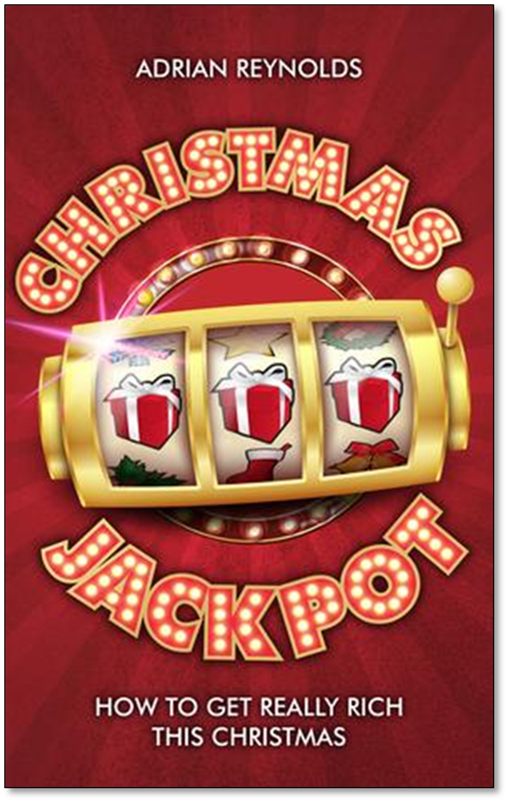 ADRIAN REYNOLDS
CHRISTMAS
JACKPOT
HOW TO GET REALLY RICH
THIS CHRISTMAS